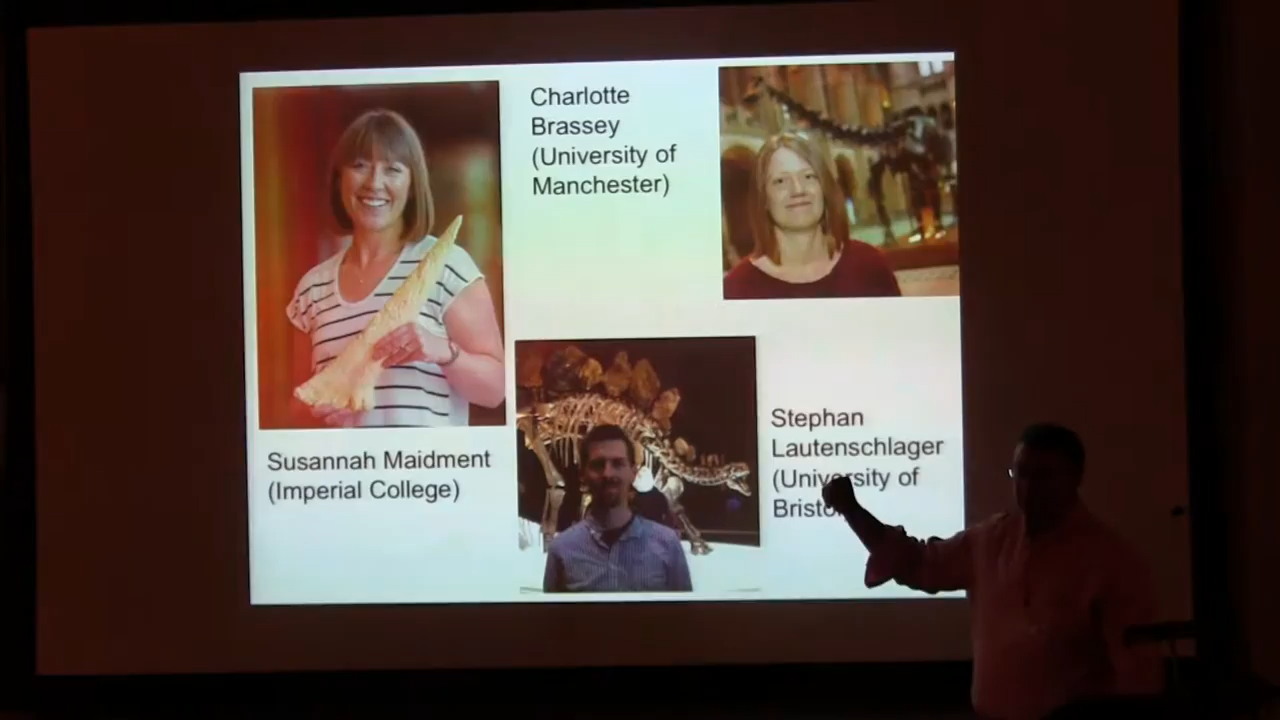 Charlotte
Brassey
(University of
Manchester)
Susannah Maidment
(Imperial College)
Stephan
Lautenschlager
(University of